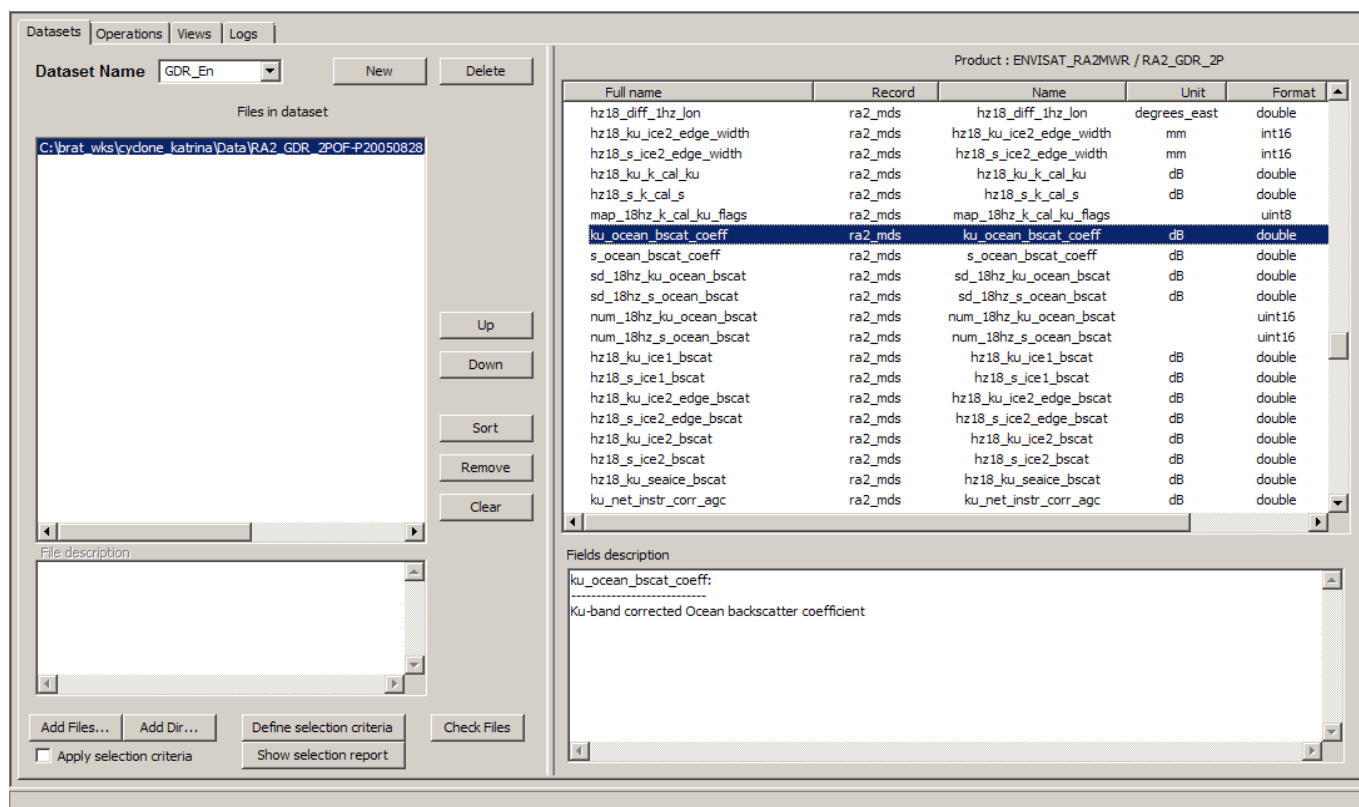 Datasets Operations Views Logs
Dataset Name GDR_En New Delete
Files in dataset
C:\brat_wks\cyclone_katrina\Data\RA2_GDR_2POF-P20050828
Up
Down
Sort
Remove
Clear
File description
Add Files... Add Dir... Define selection criteria Check Files
Apply selection criteria Show selection report
Product : ENVISAT_RA2MWR / RA2_GDR_2P
Full name Record Name Unit Format
hz18_diff_1hz_lon ra2_mds hz18_diff_1hz_lon degrees_east double
hz18_ku_ice2_edge_width ra2_mds hz18_ku_ice2_edge_width mm int16
hz18_s_ice2_edge_width ra2_mds hz18_s_ice2_edge_width mm int16
hz18_ku_k_cal_ku ra2_mds hz18_ku_k_cal_ku dB double
hz18_s_k_cal_s ra2_mds hz18_s_k_cal_s dB double
map_18hz_k_cal_ku_flags ra2_mds map_18hz_k_cal_ku_flags uint8
ku_ocean_bscat_coeff ra2_mds ku_ocean_bscat_coeff dB double
s_ocean_bscat_coeff ra2_mds s_ocean_bscat_coeff dB double
sd_18hz_ku_ocean_bscat ra2_mds sd_18hz_ku_ocean_bscat dB double
sd_18hz_s_ocean_bscat ra2_mds sd_18hz_s_ocean_bscat dB double
num_18hz_ku_ocean_bscat ra2_mds num_18hz_ku_ocean_bscat uint16
num_18hz_s_ocean_bscat ra2_mds num_18hz_s_ocean_bscat uint16
hz18_ku_ice1_bscat ra2_mds hz18_ku_ice1_bscat dB double
hz18_s_ice1_bscat ra2_mds hz18_s_ice1_bscat dB double
hz18_ku_ice2_edge_bscat ra2_mds hz18_ku_ice2_edge_bscat dB double
hz18_s_ice2_edge_bscat ra2_mds hz18_s_ice2_edge_bscat dB double
hz18_ku_ice2_bscat ra2_mds hz18_ku_ice2_bscat dB double
hz18_s_ice2_bscat ra2_mds hz18_s_ice2_bscat dB double
hz18_ku_seaice_bscat ra2_mds hz18_ku_seaice_bscat dB double
ku_net_instr_corr_agc ra2_mds ku_net_instr_corr_agc dB double
Fields description
ku_ocean_bscat_coeff:
---------------------------
Ku-band corrected Ocean backscatter coefficient